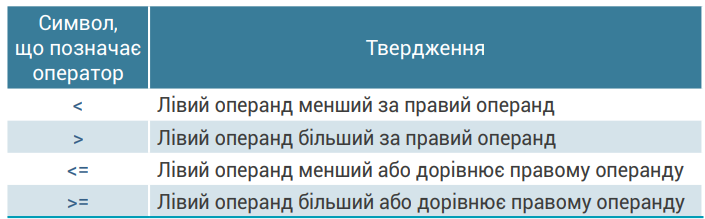 Символ,
що позначає
оператор
Твердження
< Лівий операнд менший за правий операнд
> Лівий операнд більший за правий операнд
<= Лівий операнд менший або дорівнює правому операнду
>= Лівий операнд більший або дорівнює правому операнду